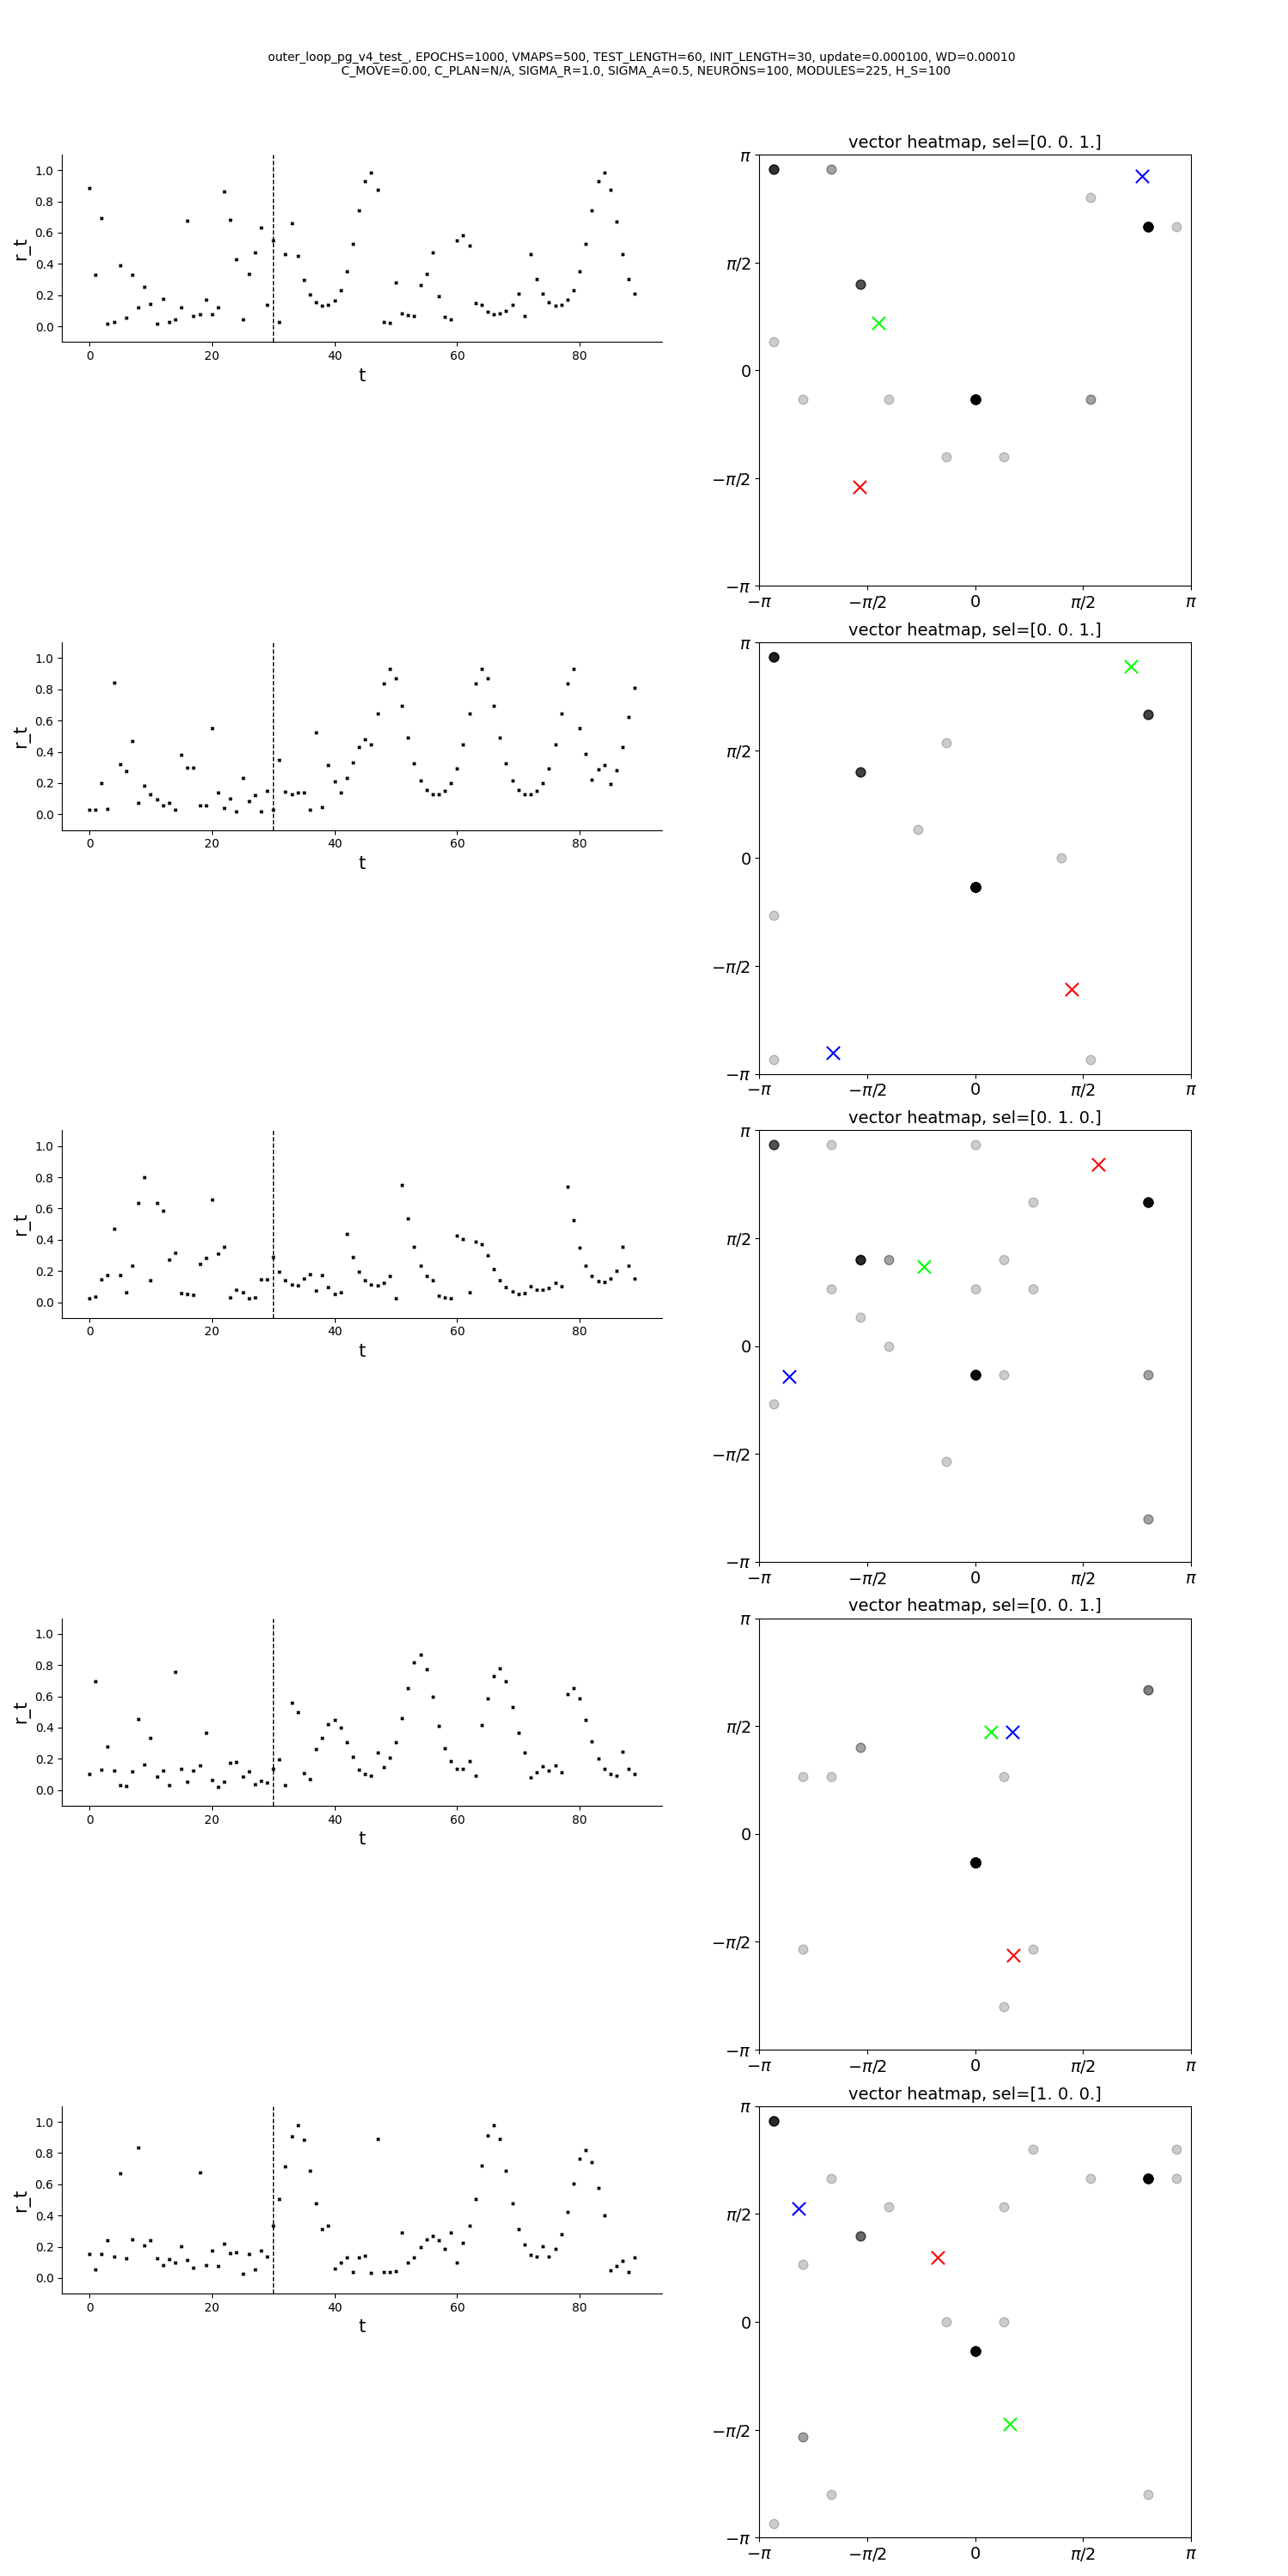 outer_loop_pg_v4_test_, EPOCHS=1000, VMAPS=500, TEST_LENGTH=60, INIT_LENGTH=30, update=0.000100, WD=0.00010
C_MOVE=0.00, C_PLAN=N/A, SIGMA_R=1.0, SIGMA_A=0.5, NEURONS=100, MODULES=225, H_S=100
r_t
1.0
0.8
0.6
0.4
0.2
0.0
0 20 40 60 80
t
vector heatmap, sel=[0. 0. 1.]
π
π/2
0
−π/2
−π
−π −π/2 0 π/2 π
r_t
1.0
0.8
0.6
0.4
0.2
0.0
0 20 40 60 80
t
vector heatmap, sel=[0. 0. 1.]
π
π/2
0
−π/2
−π
−π −π/2 0 π/2 π
r_t
1.0
0.8
0.6
0.4
0.2
0.0
0 20 40 60 80
t
vector heatmap, sel=[0. 1. 0.]
π
π/2
0
−π/2
−π
−π −π/2 0 π/2 π
r_t
1.0
0.8
0.6
0.4
0.2
0.0
0 20 40 60 80
t
vector heatmap, sel=[0. 0. 1.]
π
π/2
0
−π/2
−π
−π −π/2 0 π/2 π
r_t
1.0
0.8
0.6
0.4
0.2
0.0
0 20 40 60 80
t
vector heatmap, sel=[1. 0. 0.]
π
π/2
0
−π/2
−π
−π −π/2 0 π/2 π